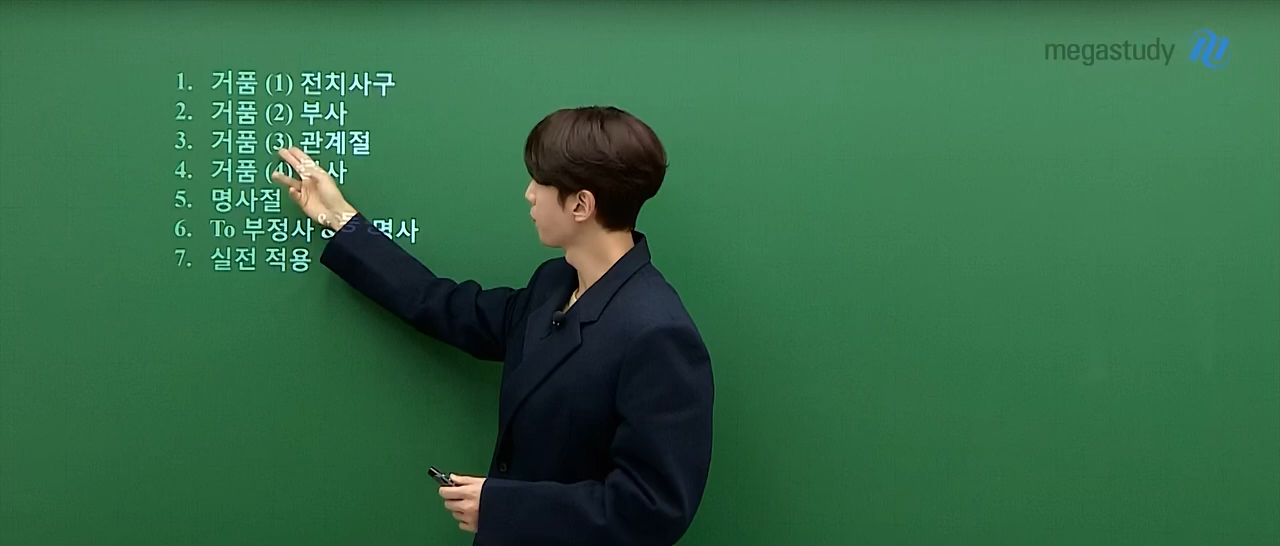 megastudy
1. 거품 (1) 전치사구
2. 거품 (2) 부사
3. 거품 (3) 관계절
4. 거품 (4)
5. 명사절
6. To 부정사 &
7. 실전 적용